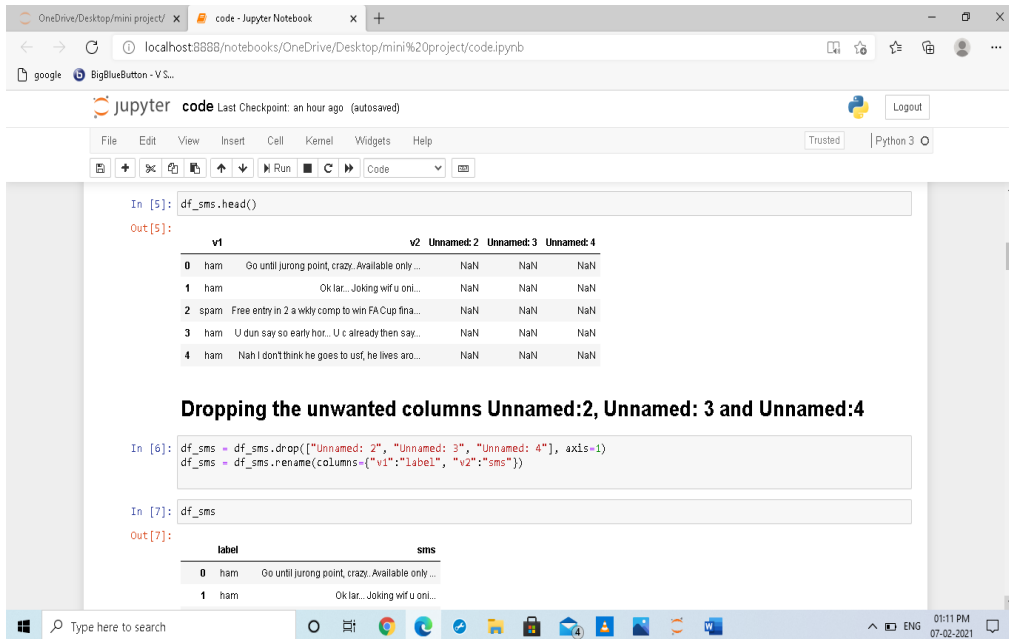 OneDrive/Desktop/mini project/ code - Jupyter Notebook
localhost:8888/notebooks/OneDrive/Desktop/mini%20project/code.ipynb
google BigBlueButton - V S...
jupyter code Last Checkpoint: an hour ago (autosaved) Logout
File Edit View Insert Cell Kernel Widgets Help Trusted Python 3
Run Code
In [5]: df_sms.head()
Out[5]:
v1 v2 Unnamed: 2 Unnamed: 3 Unnamed: 4
0 ham Go until jurong point, crazy.. Available only ... NaN NaN NaN
1 ham Ok lar... Joking wif u oni... NaN NaN NaN
2 spam Free entry in 2 a wkly comp to win FA Cup fina... NaN NaN NaN
3 ham U dun say so early hor... U c already then say... NaN NaN NaN
4 ham Nah I don't think he goes to usf, he lives aro... NaN NaN NaN
Dropping the unwanted columns Unnamed:2, Unnamed: 3 and Unnamed:4
In [6]: df_sms = df_sms.drop(["Unnamed: 2", "Unnamed: 3", "Unnamed: 4"], axis=1)
df_sms = df_sms.rename(columns={"v1":"label", "v2":"sms"})
In [7]: df_sms
Out[7]:
label sms
0 ham Go until jurong point, crazy.. Available only ...
1 ham Ok lar... Joking wif u oni...
Type here to search 4 ENG 01:11 PM
07-02-2021